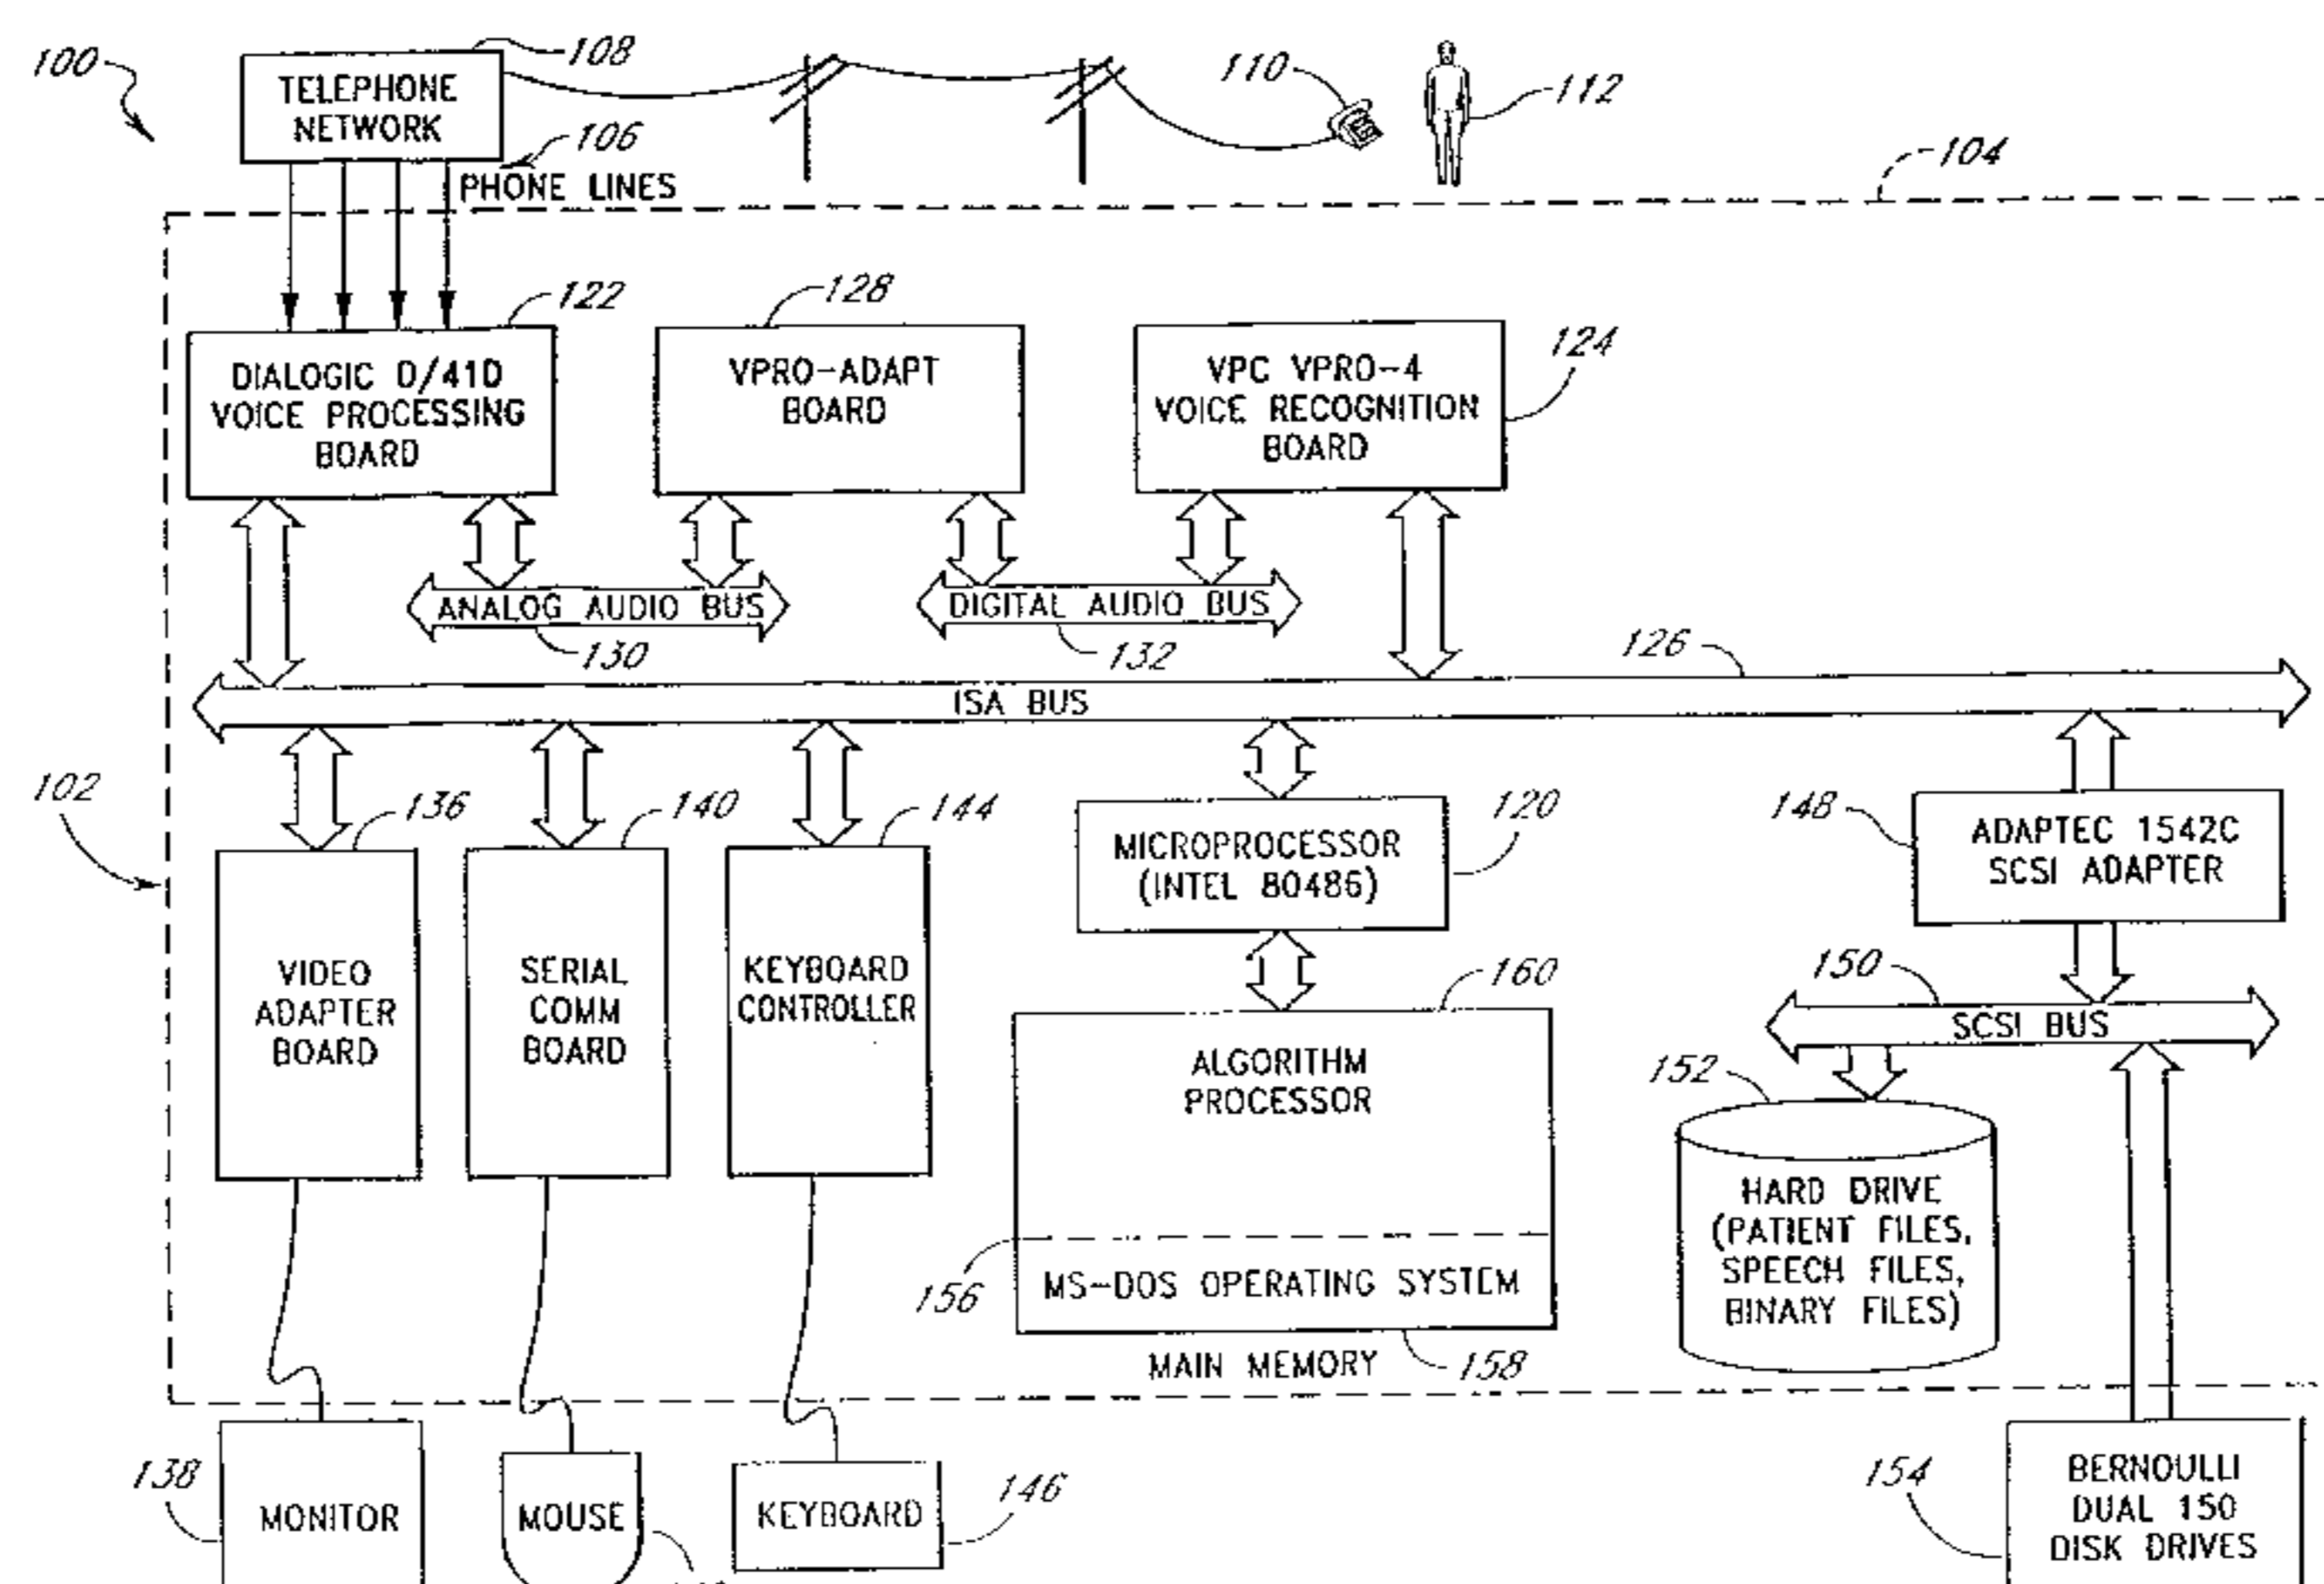 100
108
TELEPHONE
NETWORK
106
PHONE LINES
110
112
104
122
DIALOGIC D/41D
VOICE PROCESSING
BOARD
128
VPRO-ADAPT
BOARD
124
VPC VPRO-4
VOICE RECOGNITION
BOARD
ANALOG AUDIO BUS
130
DIGITAL AUDIO BUS
132
126
ISA BUS
102
136
VIDEO
ADAPTER
BOARD
140
SERIAL
COMM
BOARD
144
KEYBOARD
CONTROLLER
120
MICROPROCESSOR
(INTEL 80486)
148
ADAPTEC 1542C
SCSI ADAPTER
160
ALGORITHM
PROCESSOR
156
MS-DOS OPERATING SYSTEM
MAIN MEMORY
158
150
SCSI BUS
152
HARD DRIVE
(PATIENT FILES,
SPEECH FILES,
BINARY FILES)
138
MONITOR
MOUSE
KEYBOARD
146
154
BERNOULLI
DUAL 150
DISK DRIVES